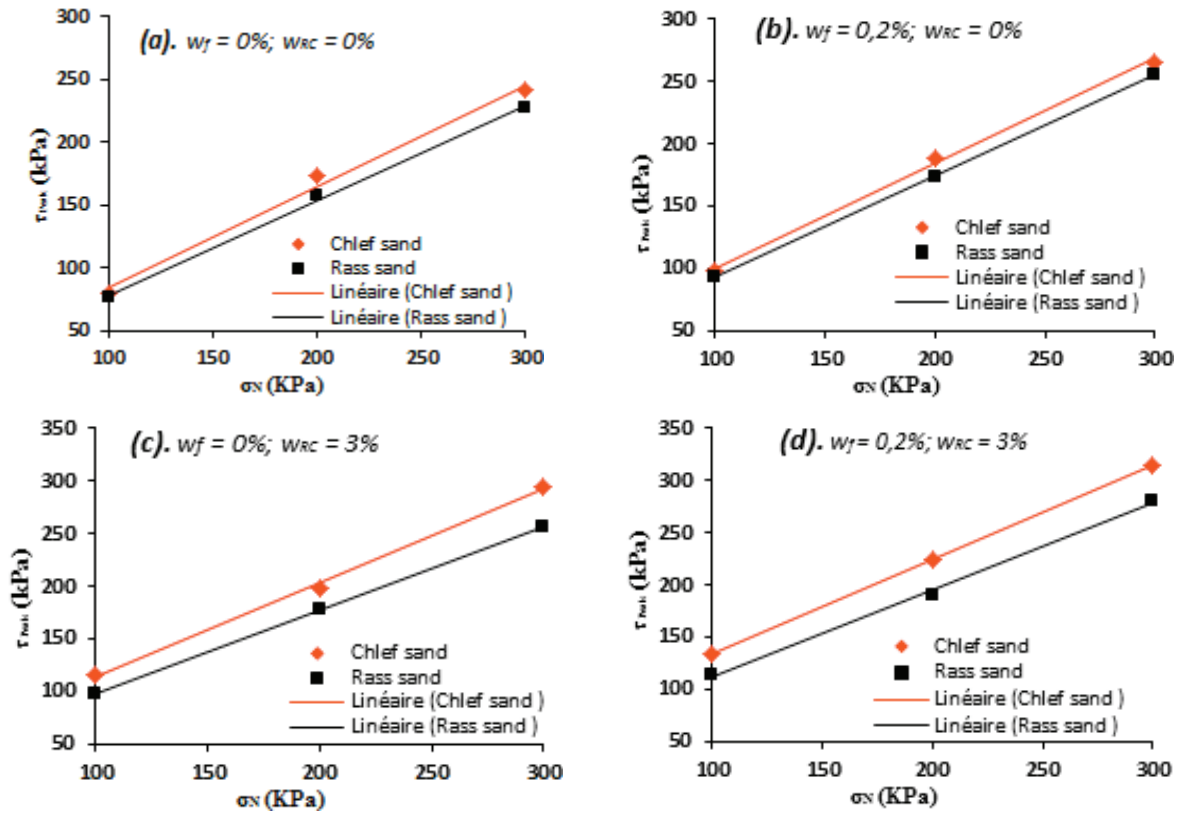 (a). wf = 0%; wRC = 0%
300
250
200
150
100
50
τPeak (kPa)
Chlef sand
Rass sand
Linéaire (Chlef sand )
Linéaire (Rass sand )
100 150 200 250 300
σN (KPa)
(b). wf = 0,2%; wRC = 0%
300
250
200
150
100
50
τPeak (kPa)
Chlef sand
Rass sand
Linéaire (Chlef sand )
Linéaire (Rass sand )
100 150 200 250 300
σN (KPa)
(c). wf = 0%; wRC = 3%
350
300
250
200
150
100
50
τPeak (kPa)
Chlef sand
Rass sand
Linéaire (Chlef sand )
Linéaire (Rass sand )
100 150 200 250 300
σN (KPa)
(d). wf = 0,2%; wRC = 3%
350
300
250
200
150
100
50
τPeak (kPa)
Chlef sand
Rass sand
Linéaire (Chlef sand )
Linéaire (Rass sand )
100 150 200 250 300
σN (KPa)